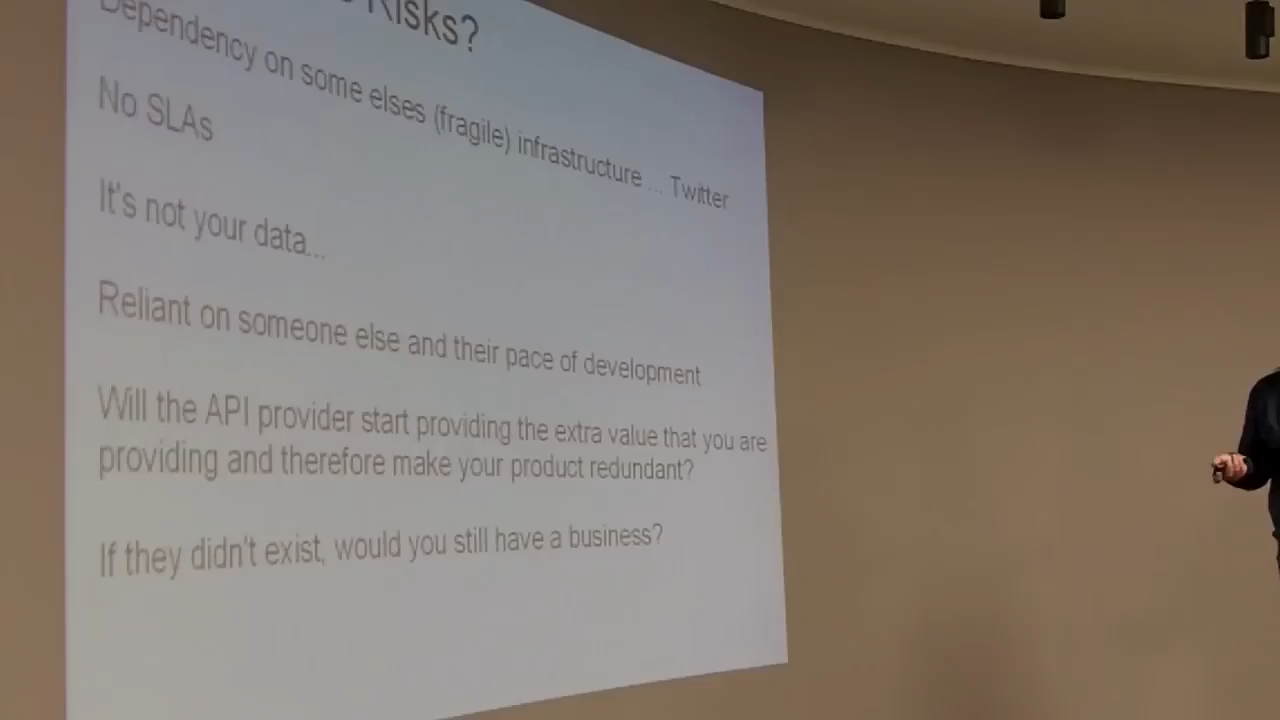 Risks?
Dependency on some elses (fragile) infrastructure ... Twitter
No SLAs
It's not your data...
Reliant on someone else and their pace of development
Will the API provider start providing the extra value that you are
providing and therefore make your product redundant?
If they didn't exist, would you still have a business?